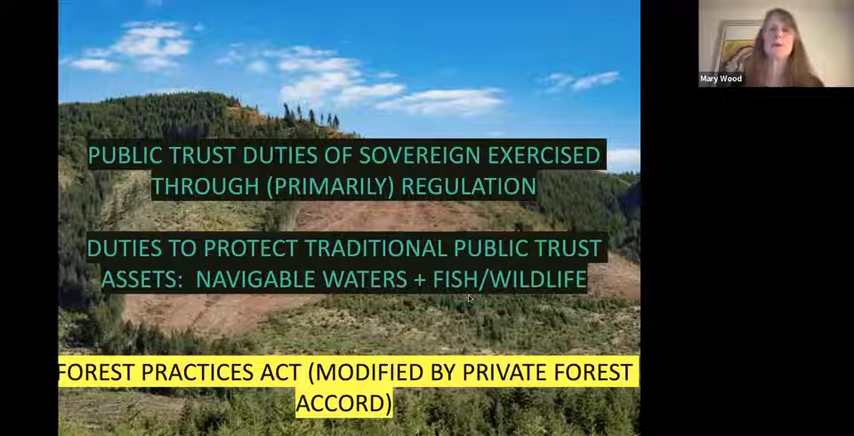 PUBLIC TRUST DUTIES OF SOVEREIGN EXERCISED
THROUGH (PRIMARILY) REGULATION
DUTIES TO PROTECT TRADITIONAL PUBLIC TRUST
ASSETS: NAVIGABLE WATERS + FISH/WILDLIFE
FOREST PRACTICES ACT (MODIFIED BY PRIVATE FOREST
ACCORD)
Mary Wood